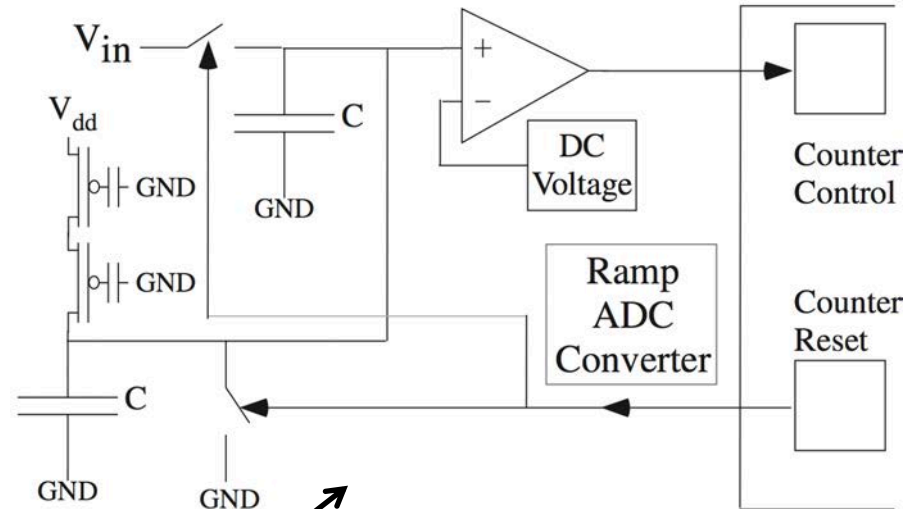 Vin
Vdd
GND
GND
C
GND
+
−
DC
Voltage
Counter
Control
Ramp
ADC
Converter
Counter
Reset
C
GND
GND